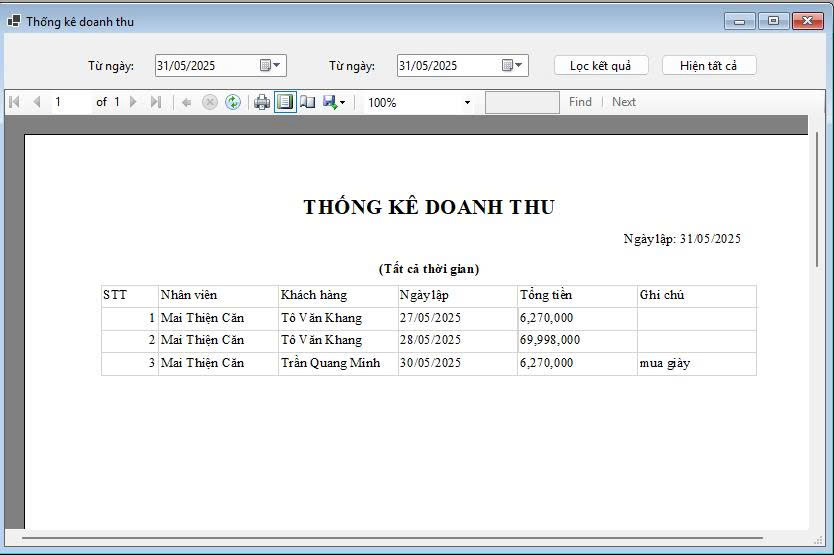 Thống kê doanh thu
Từ ngày: 31/05/2025 Từ ngày: 31/05/2025 Lọc kết quả Hiện tất cả
1 of 1 100% Find | Next
THỐNG KÊ DOANH THU
Ngày lập: 31/05/2025
(Tất cả thời gian)
STT Nhân viên Khách hàng Ngày lập Tổng tiền Ghi chú
1 Mai Thiện Căn Tô Văn Khang 27/05/2025 6,270,000
2 Mai Thiện Căn Tô Văn Khang 28/05/2025 69,998,000
3 Mai Thiện Căn Trần Quang Minh 30/05/2025 6,270,000 mua giày